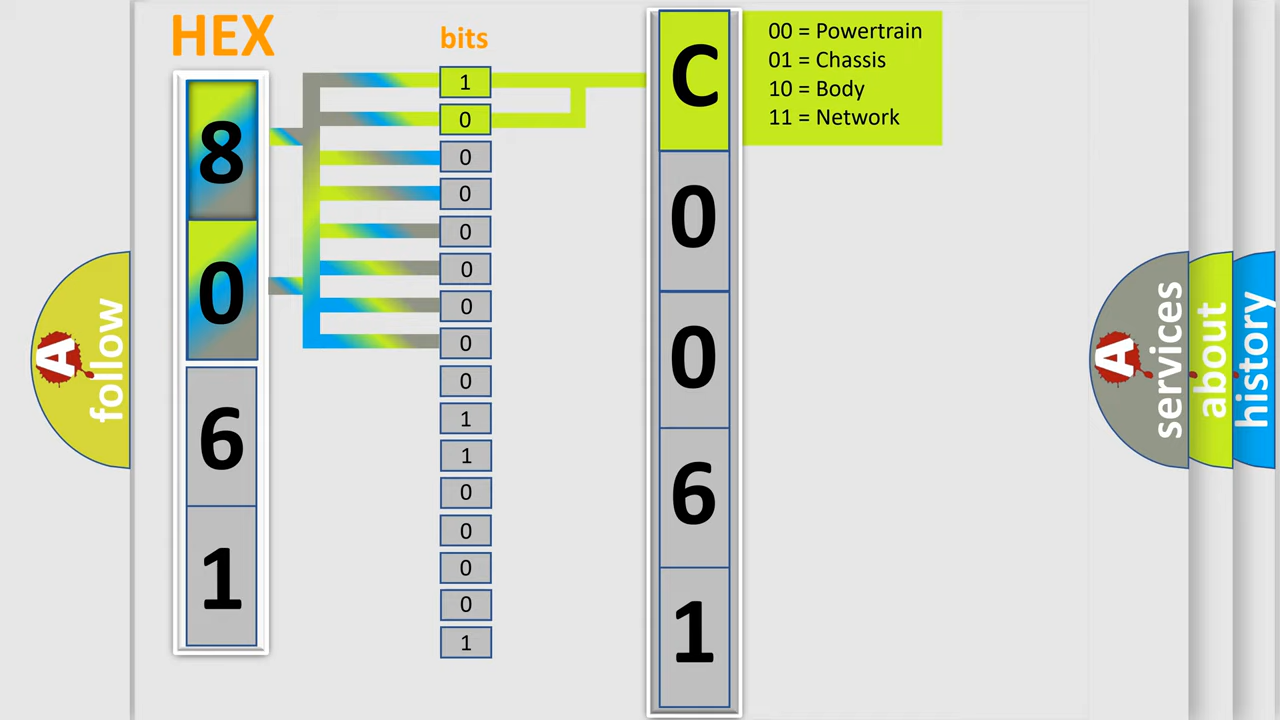 HEX
bits
8
0
6
1
1
0
0
0
0
0
0
0
0
1
1
0
0
0
0
1
C
0
0
6
1
00 = Powertrain
01 = Chassis
10 = Body
11 = Network
A
follow
A
services
about
history